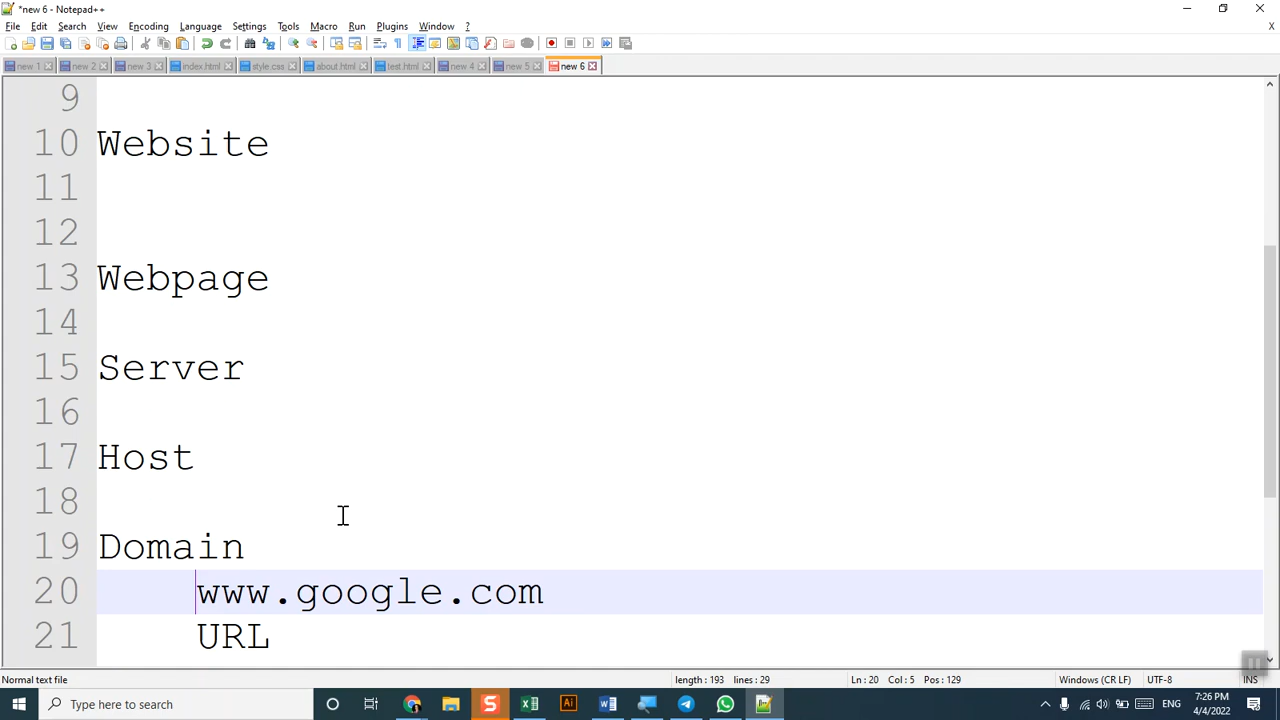 *new 6 - Notepad++
File Edit Search View Encoding Language Settings Tools Macro Run Plugins Window ?
X
new 1 new 2 new 3 index.html style.css about.html test.html new 4 new 5 new 6
9
10 Website
11
12
13 Webpage
14
15 Server
16
17 Host
18
19 Domain
20 www.google.com
21 URL
Normal text file length : 193 lines : 29 Ln : 20 Col : 5 Pos : 129 Windows (CR LF) UTF-8 INS
Type here to search
ENG
7:26 PM
4/4/2022